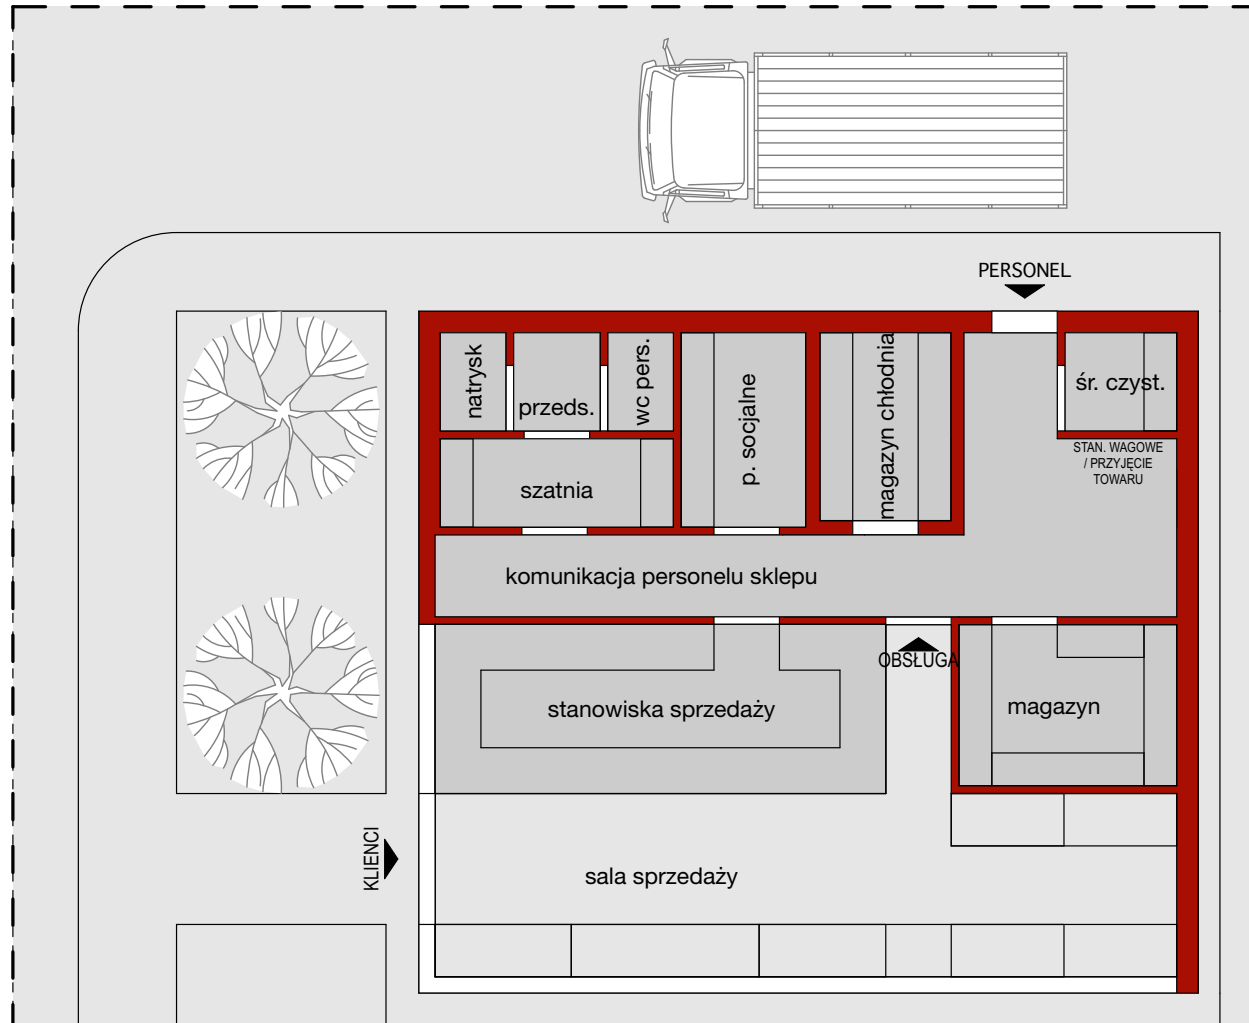 PERSONEL
natrysk
przeds.
wc pers.
p. socjalne
magazyn chłodnia
śr. czyst.
STAN. WAGOWE
/ PRZYJĘCIE
TOWARU
szatnia
komunikacja personelu sklepu
OBSŁUGA
stanowiska sprzedaży
magazyn
KLIENCI
sala sprzedaży